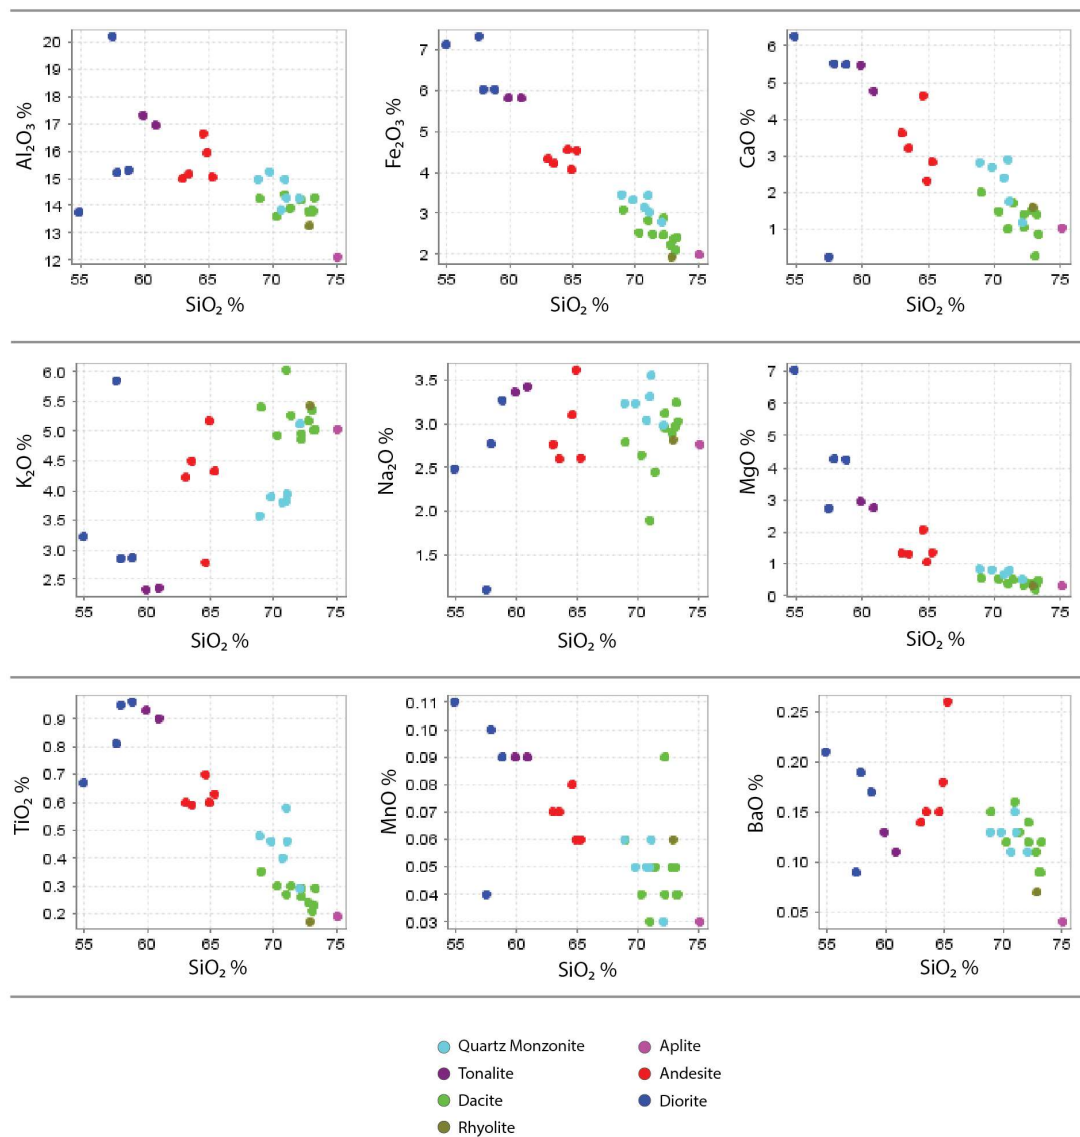 20
19
18
17
16
15
14
13
12
Al₂O₃ %
55 60 65 70 75
SiO₂ %
7
6
5
4
3
2
Fe₂O₃ %
55 60 65 70 75
SiO₂ %
6
5
4
3
2
1
CaO %
55 60 65 70 75
SiO₂ %
6.0
5.5
5.0
4.5
4.0
3.5
3.0
2.5
K₂O %
55 60 65 70 75
SiO₂ %
3.5
3.0
2.5
2.0
1.5
Na₂O %
55 60 65 70 75
SiO₂ %
7
6
5
4
3
2
1
0
MgO %
55 60 65 70 75
SiO₂ %
0.9
0.8
0.7
0.6
0.5
0.4
0.3
0.2
TiO₂ %
55 60 65 70 75
SiO₂ %
0.11
0.10
0.09
0.08
0.07
0.06
0.05
0.04
0.03
MnO %
55 60 65 70 75
SiO₂ %
0.25
0.20
0.15
0.10
0.05
BaO %
55 60 65 70 75
SiO₂ %
Quartz Monzonite
Tonalite
Dacite
Rhyolite
Aplite
Andesite
Diorite